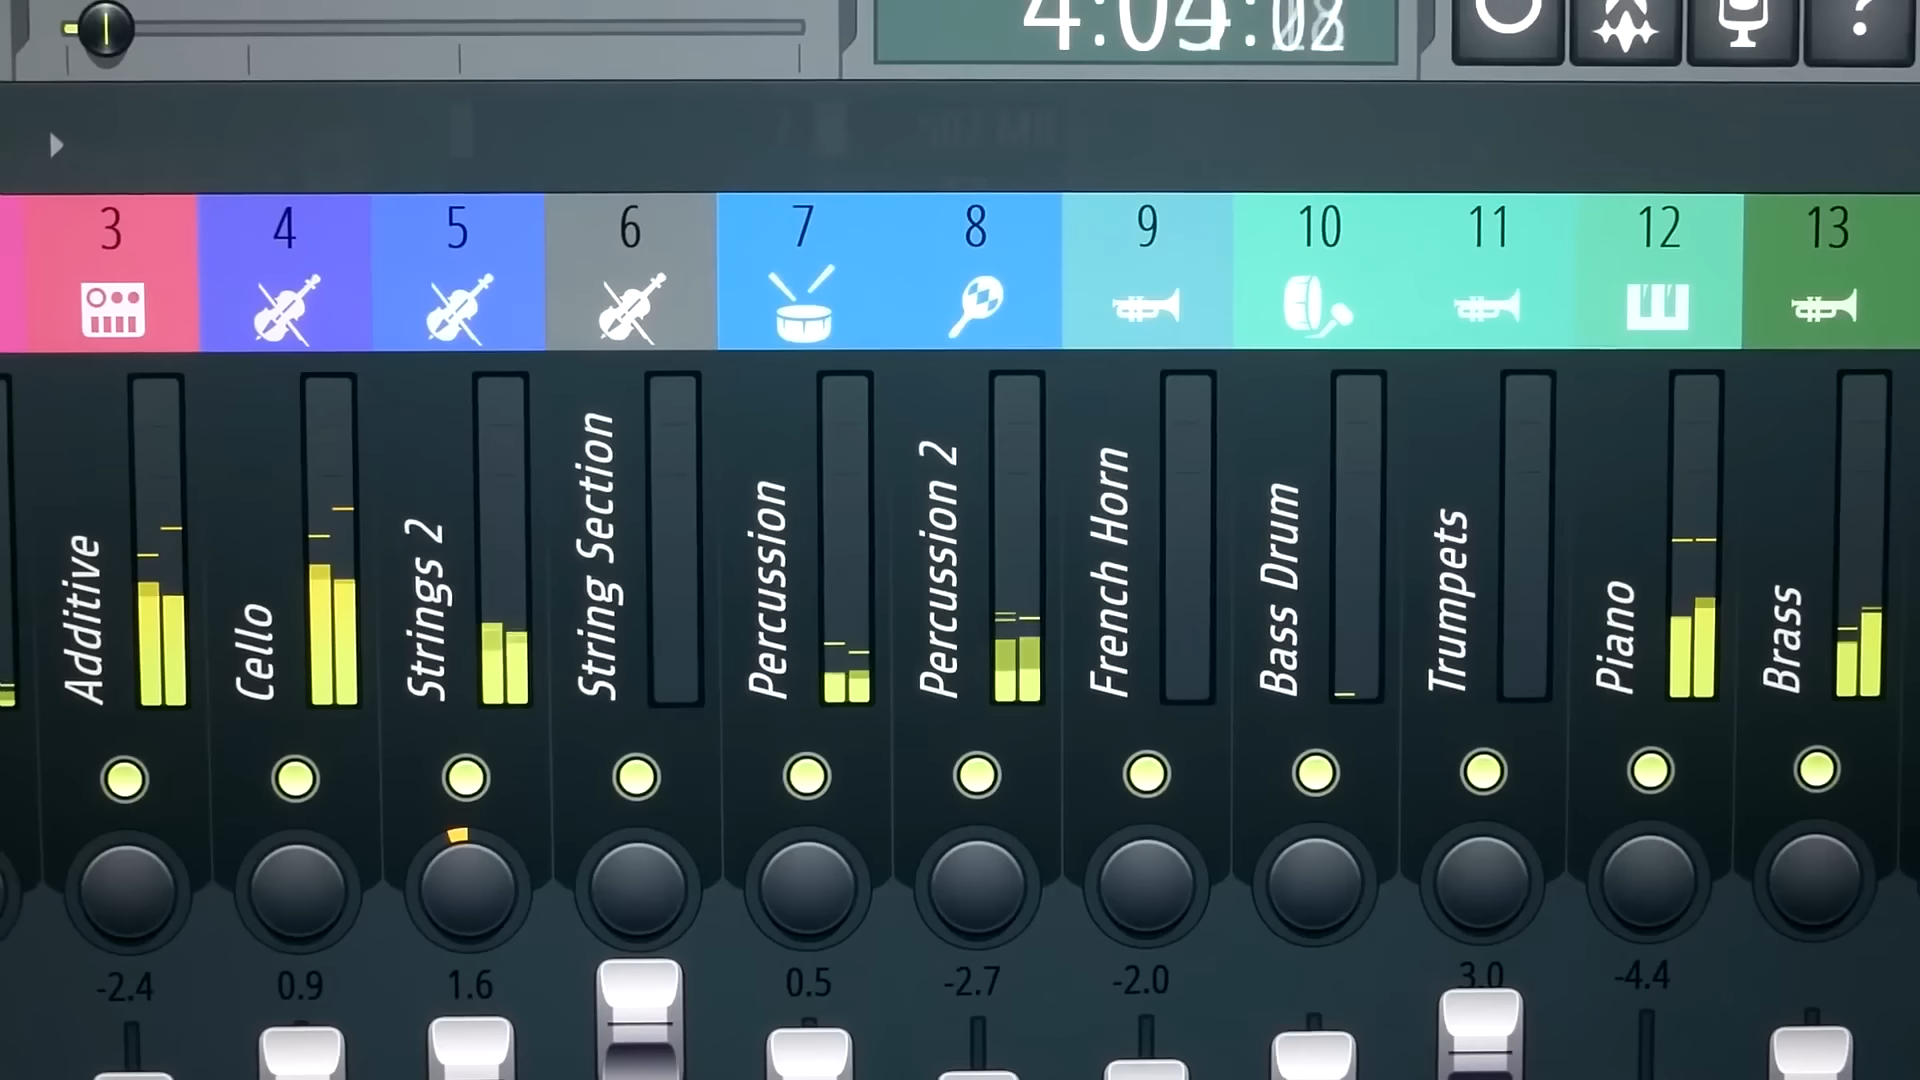 3 4 5 6 7 8 9 10 11 12 13
Additive
Cello
Strings 2
String Section
Percussion
Percussion 2
French Horn
Bass Drum
Trumpets
Piano
Brass
-2.4 0.9 1.6 0.5 -2.7 -2.0 3.0 -4.4